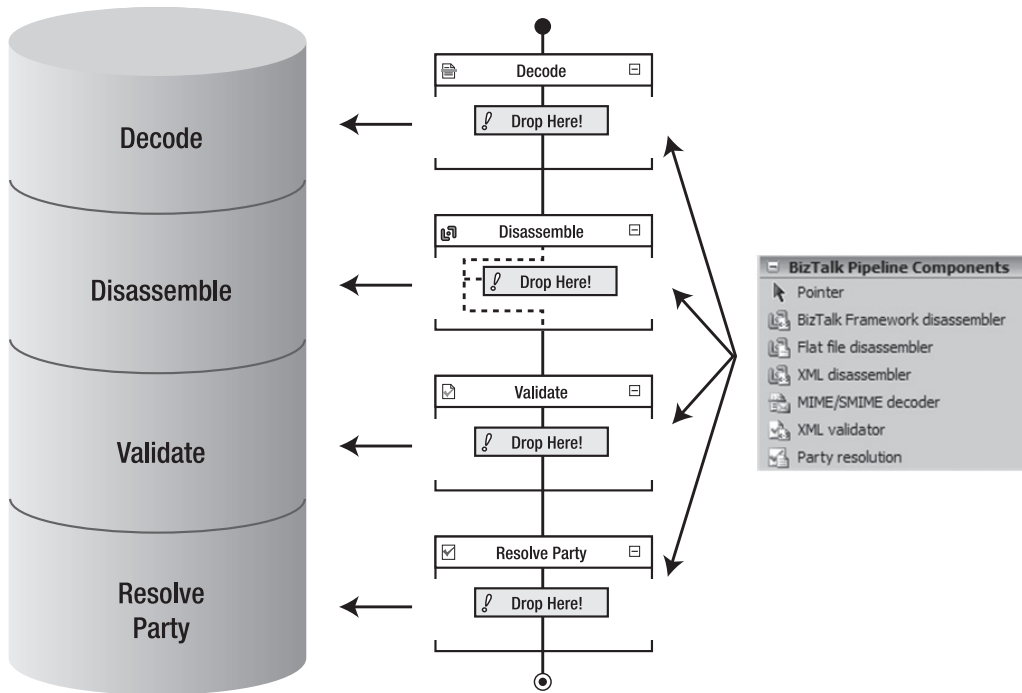 Decode
Disassemble
Validate
Resolve
Party
Decode
Drop Here!
Disassemble
Drop Here!
Validate
Drop Here!
Resolve Party
Drop Here!
BizTalk Pipeline Components
Pointer
BizTalk Framework disassembler
Flat file disassembler
XML disassembler
MIME/SMIME decoder
XML validator
Party resolution